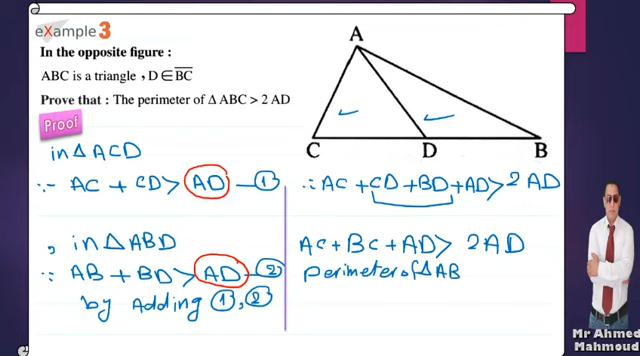 eXample 3
In the opposite figure :
ABC is a triangle , D ∈ B͞C͞
Prove that : The perimeter of Δ ABC > 2 AD
Proof
in Δ ACD
∵ AC + CD > AD — ①
, in Δ ABD
∵ AB + BD > AD — ②
by Adding ①, ②
A
C
D
B
∴ AC + CD + BD + AD > 2 AD
AC + BC + AD > 2 AD
Perimeter of Δ AB
Mr Ahmed
Mahmoud